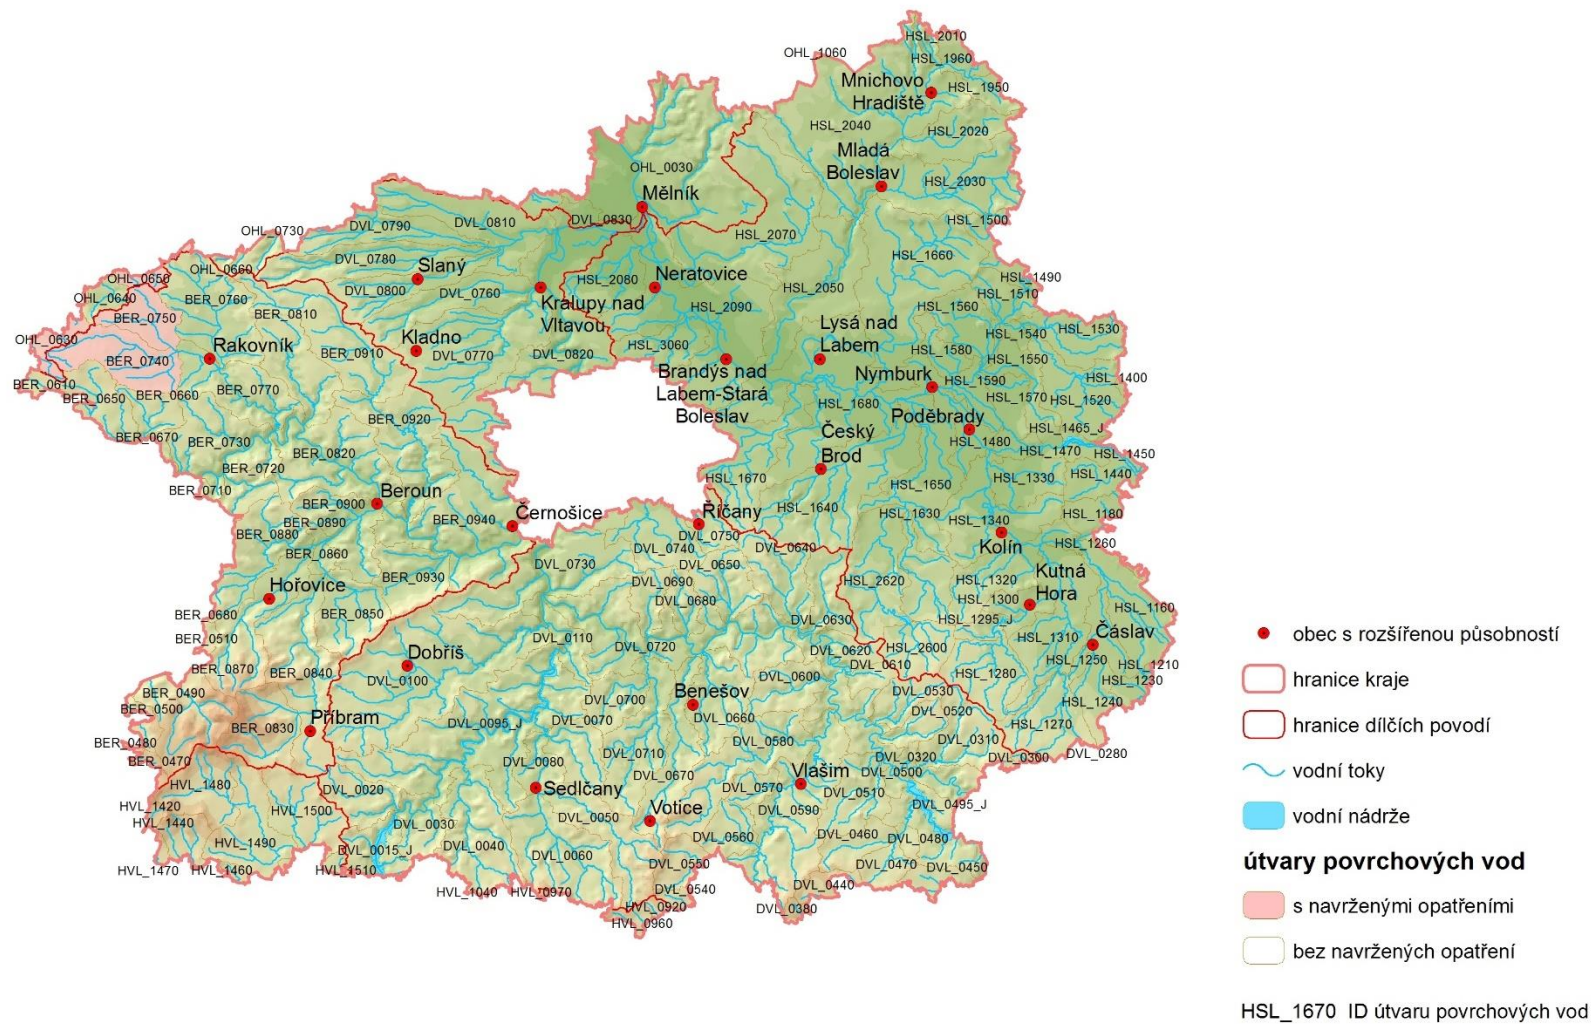 HSL_2010
OHL_1060
HSL_1960
Mnichovo
Hradiště
HSL_1950
HSL_2040
HSL_2020
Mladá
Boleslav
OHL_0030
HSL_2030
Mělník
DVL_0830
DVL_0810
DVL_0790
OHL_0730
HSL_1500
HSL_2070
HSL_1660
DVL_0780
Slaný
OHL_0660
OHL_0650
HSL_2080
Neratovice
HSL_1490
HSL_2050
HSL_1510
DVL_0800
DVL_0760
OHL_0640
BER_0760
Kralupy nad
Vltavou
HSL_2090
HSL_1560
BER_0750
BER_0810
Lysá nad
Labem
HSL_1530
HSL_1540
OHL_0630
Rakovník
Kladno
HSL_3060
BER_0910
DVL_0770
DVL_0820
HSL_1580
HSL_1550
BER_0740
Brandýs nad
Labem-Stará
Boleslav
Nymburk
HSL_1590
HSL_1400
BER_0610
BER_0650
BER_0660
BER_0770
HSL_1570
HSL_1520
HSL_1680
Poděbrady
BER_0920
HSL_1465_J
BER_0670
BER_0730
Český
Brod
HSL_1480
HSL_1470
HSL_1450
BER_0820
BER_0720
HSL_1440
HSL_1670
HSL_1330
HSL_1650
BER_0710
Beroun
BER_0900
HSL_1640
HSL_1630
HSL_1180
Černošice
Říčany
BER_0940
BER_0890
HSL_1340
BER_0880
DVL_0750
Kolín
HSL_1260
DVL_0740
DVL_0640
BER_0860
DVL_0730
DVL_0650
Kutná
Hora
BER_0930
DVL_0690
HSL_2620
HSL_1320
Hořovice
DVL_0680
HSL_1300
HSL_1160
BER_0680
BER_0850
DVL_0630
HSL_1295_J
BER_0510
DVL_0110
HSL_1310
Čáslav
DVL_0720
DVL_0620
HSL_2600
Dobříš
HSL_1250
HSL_1210
BER_0870
BER_0840
DVL_0610
HSL_1280
DVL_0100
DVL_0600
HSL_1230
BER_0490
Benešov
DVL_0530
DVL_0700
HSL_1240
BER_0500
DVL_0520
Příbram
DVL_0095_J
DVL_0070
DVL_0660
HSL_1270
BER_0830
BER_0480
DVL_0580
DVL_0310
BER_0470
DVL_0710
DVL_0320
DVL_0300
DVL_0280
DVL_0080
Vlašim
DVL_0500
DVL_0670
HVL_1480
DVL_0020
Sedlčany
DVL_0570
DVL_0510
HVL_1420
HVL_1500
DVL_0495_J
DVL_0590
HVL_1440
DVL_0050
Votice
DVL_0030
DVL_0560
DVL_0460
DVL_0480
HVL_1490
DVL_0040
DVL_0015_J
DVL_0060
DVL_0550
DVL_0470
DVL_0450
HVL_1470
HVL_1460
HVL_1510
HVL_1040
HVL_0970
DVL_0540
DVL_0440
HVL_0920
DVL_0380
HVL_0960
obec s rozšířenou působností
hranice kraje
hranice dílčích povodí
vodní toky
vodní nádrže
útvary povrchových vod
s navrženými opatřeními
bez navržených opatření
HSL_1670 ID útvaru povrchových vod